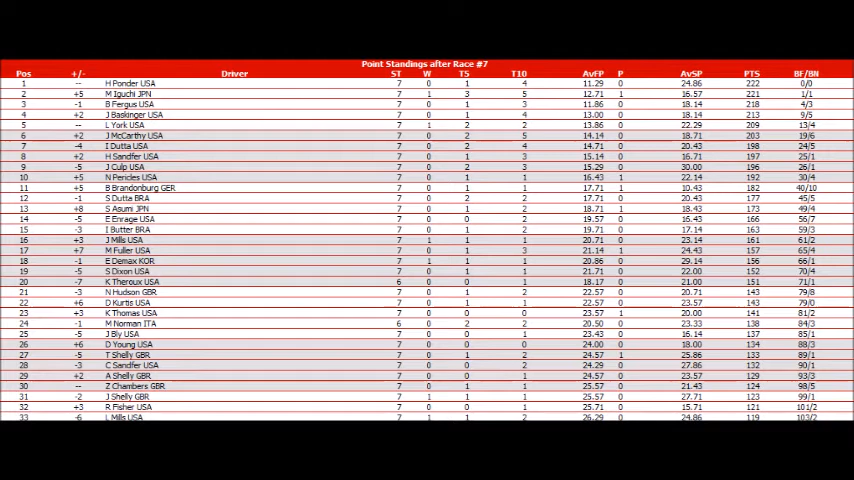 Point Standings after Race #7
Pos +/- Driver ST W T5 T10 AvFP P AvSP PTS BF/BN
1 -- H Ponder USA 7 0 1 4 11.29 0 24.86 222 0/0
2 +5 M Iguchi JPN 7 1 3 5 12.71 1 16.57 221 1/1
3 -1 B Fergus USA 7 0 1 3 11.86 0 18.14 218 4/3
4 +2 J Baskinger USA 7 0 1 4 13.00 0 18.14 213 9/5
5 -- L York USA 7 1 2 2 13.86 0 22.29 209 13/4
6 +2 J McCarthy USA 7 0 2 5 14.14 0 18.71 203 19/6
7 -4 I Dutta USA 7 0 2 4 14.71 0 20.43 198 24/5
8 +2 H Sandfer USA 7 0 1 3 15.14 0 16.71 197 25/1
9 -5 J Culp USA 7 0 2 3 15.29 0 30.00 196 26/1
10 +5 N Pericles USA 7 0 1 1 16.43 1 22.14 192 30/4
11 +5 B Brandonburg GER 7 0 1 1 17.71 1 10.43 182 40/10
12 -1 S Dutta BRA 7 0 2 2 17.71 0 20.43 177 45/5
13 +8 S Asumi JPN 7 0 1 2 18.71 1 18.43 173 49/4
14 -5 E Enrage USA 7 0 0 2 19.57 0 16.43 166 56/7
15 -3 I Butter BRA 7 0 1 2 19.71 0 17.14 163 59/3
16 +3 J Mills USA 7 1 1 1 20.71 0 23.14 161 61/2
17 +7 M Fuller USA 7 0 1 3 21.14 1 24.43 157 65/4
18 -1 E Demax KOR 7 1 1 1 20.86 0 29.14 156 66/1
19 -5 S Dixon USA 7 0 1 1 21.71 0 22.00 152 70/4
20 -7 K Theroux USA 6 0 0 1 18.17 0 21.00 151 71/1
21 -3 N Hudson GBR 7 0 1 2 22.57 0 20.71 143 79/8
22 +6 D Kurtis USA 7 0 1 1 22.57 0 23.57 143 79/0
23 +3 K Thomas USA 7 0 0 1 23.57 1 20.00 141 81/2
24 -1 M Norman ITA 6 0 2 2 20.50 0 23.33 138 84/3
25 -5 J Bly USA 7 0 0 1 23.43 0 16.14 137 85/1
26 +6 D Young USA 7 0 0 0 24.00 0 18.00 134 88/3
27 -5 T Shelly GBR 7 0 1 2 24.57 1 25.86 133 89/1
28 -3 C Sandfer USA 7 0 0 2 24.29 0 27.86 132 90/1
29 +2 A Shelly GBR 7 0 0 1 24.57 0 23.57 129 93/3
30 -- Z Chambers GBR 7 0 1 1 25.57 0 21.43 124 98/5
31 -2 J Shelly GBR 7 1 1 1 25.57 0 27.71 123 99/1
32 +3 R Fisher USA 7 0 0 1 25.71 0 15.71 121 101/2
33 -6 L Mills USA 7 1 1 2 26.29 0 24.86 119 103/2